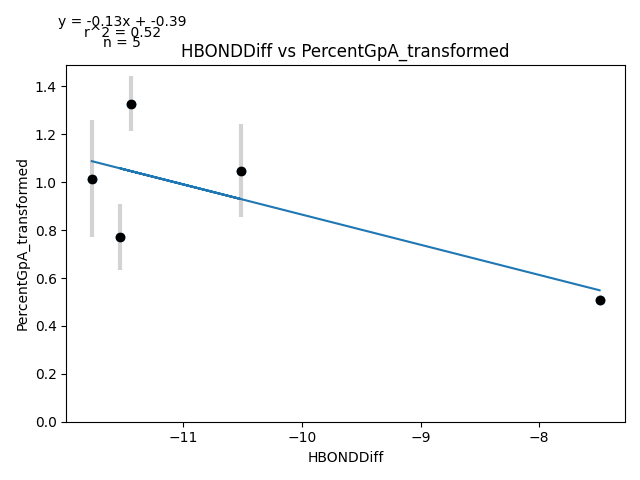 y = -0.13x + -0.39
r^2 = 0.52
n = 5
HBONDDiff vs PercentGpA_transformed
PercentGpA_transformed
1.4
1.2
1.0
0.8
0.6
0.4
0.2
0.0
−11
−10
−9
−8
HBONDDiff